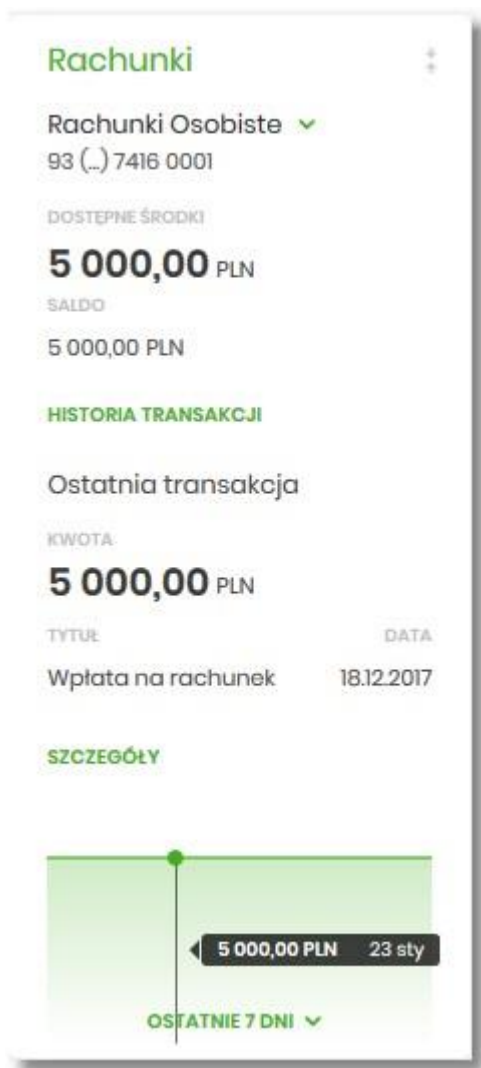 Rachunki
Rachunki Osobiste
93 (...) 7416 0001
DOSTĘPNE ŚRODKI
5 000,00 PLN
SALDO
5 000,00 PLN
HISTORIA TRANSAKCJI
Ostatnia transakcja
KWOTA
5 000,00 PLN
TYTUŁ DATA
Wpłata na rachunek 18.12.2017
SZCZEGÓŁY
5 000,00 PLN 23 sty
OSTATNIE 7 DNI